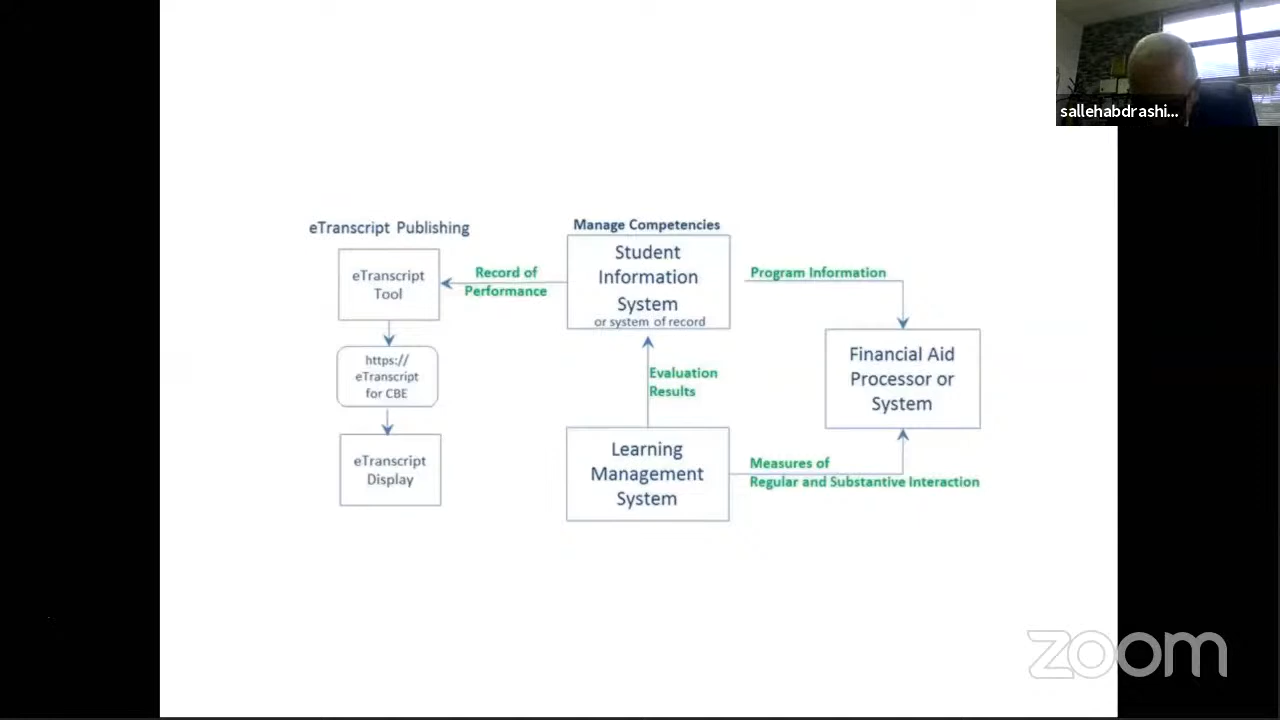 sallehabdrashi...
eTranscript Publishing
eTranscript
Tool
https://
eTranscript
for CBE
eTranscript
Display
Record of
Performance
Manage Competencies
Student
Information
System
or system of record
Evaluation
Results
Learning
Management
System
Program Information
Financial Aid
Processor or
System
Measures of
Regular and Substantive Interaction
zoom